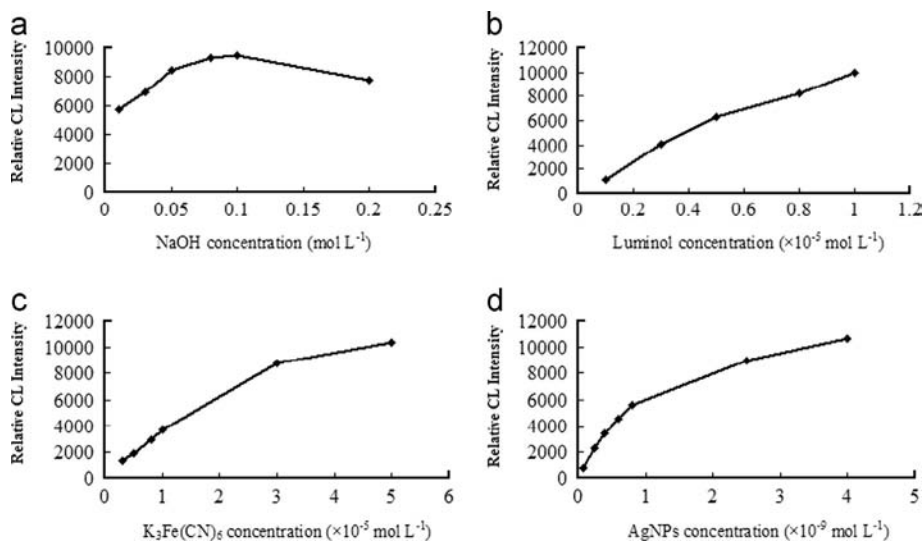 a
10000
8000
6000
4000
2000
0
Relative CL Intensity
0 0.05 0.1 0.15 0.2 0.25
NaOH concentration (mol L⁻¹)
b
12000
10000
8000
6000
4000
2000
0
Relative CL Intensity
0 0.2 0.4 0.6 0.8 1 1.2
Luminol concentration (×10⁻⁵ mol L⁻¹)
c
12000
10000
8000
6000
4000
2000
0
Relative CL Intensity
0 1 2 3 4 5 6
K₃Fe(CN)₆ concentration (×10⁻⁵ mol L⁻¹)
d
12000
10000
8000
6000
4000
2000
0
Relative CL Intensity
0 1 2 3 4 5
AgNPs concentration (×10⁻⁹ mol L⁻¹)